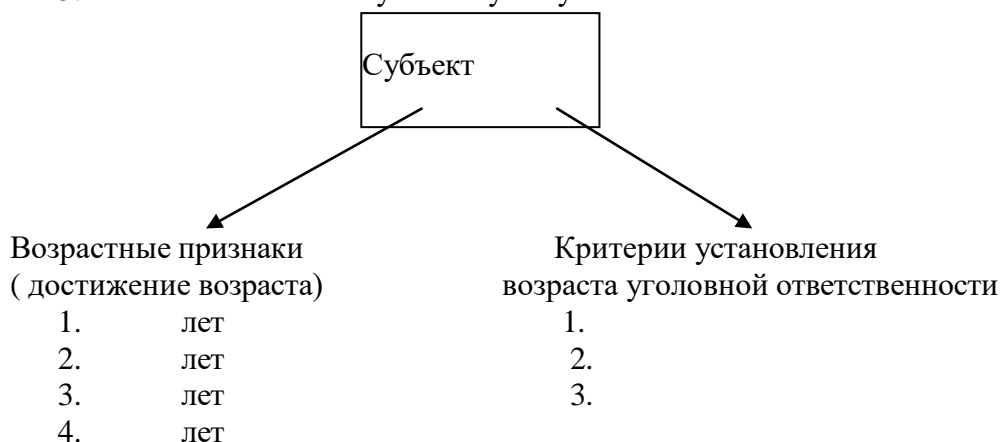 Субъект
Возрастные признаки
( достижение возраста)
1. лет
2. лет
3. лет
4. лет
Критерии установления
возраста уголовной ответственности
1.
2.
3.